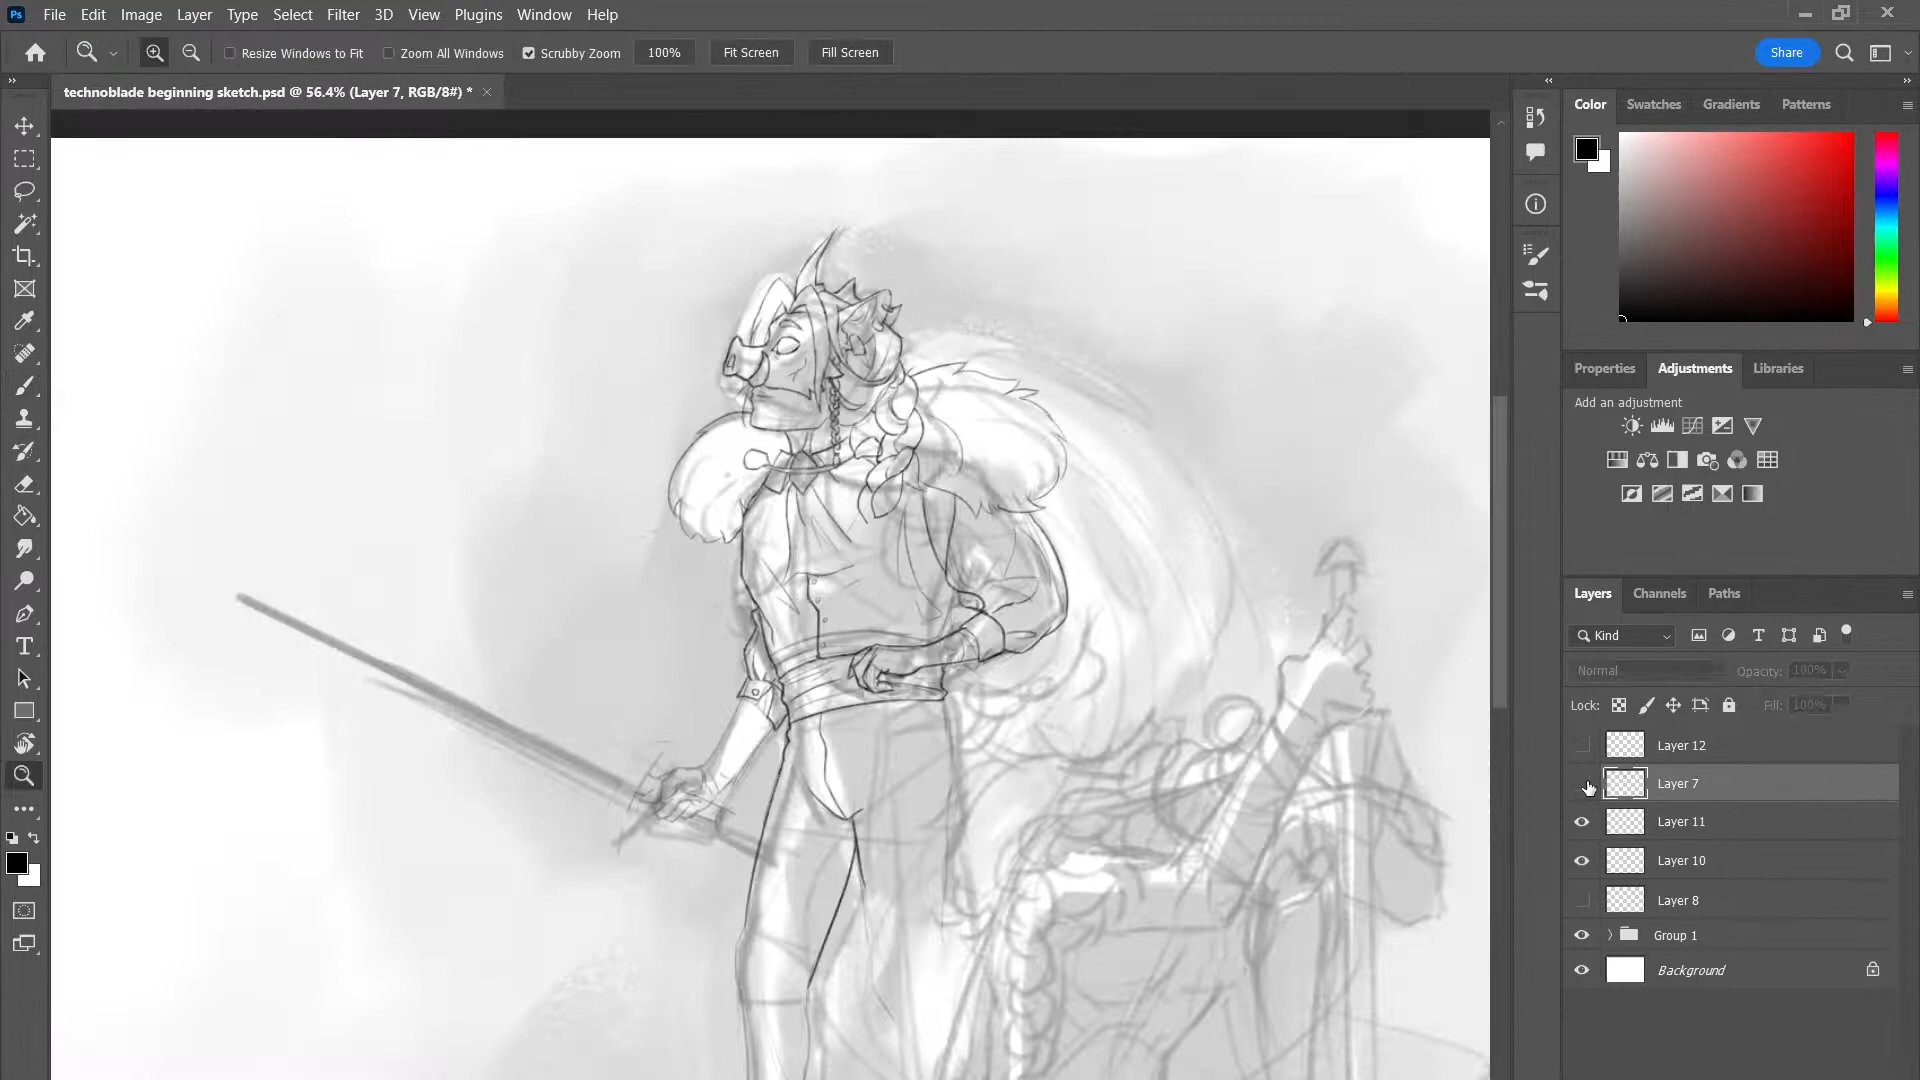 Ps File Edit Image Layer Type Select Filter 3D View Plugins Window Help
Resize Windows to Fit Zoom All Windows Scrubby Zoom 100% Fit Screen Fill Screen Share
technoblade beginning sketch.psd @ 56.4% (Layer 7, RGB/8#) *
Color Swatches Gradients Patterns
Properties Adjustments Libraries
Add an adjustment
Layers Channels Paths
Kind
Normal Opacity: 100%
Lock: Fill: 100%
Layer 12
Layer 7
Layer 11
Layer 10
Layer 8
Group 1
Background